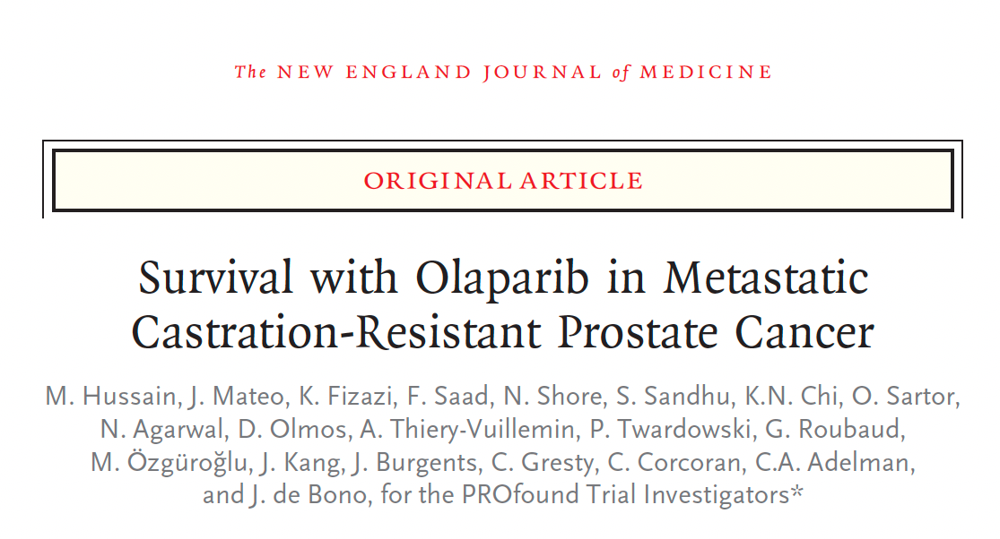 The NEW ENGLAND JOURNAL of MEDICINE
ORIGINAL ARTICLE
Survival with Olaparib in Metastatic
Castration-Resistant Prostate Cancer
M. Hussain, J. Mateo, K. Fizazi, F. Saad, N. Shore, S. Sandhu, K.N. Chi, O. Sartor,
N. Agarwal, D. Olmos, A. Thiery-Vuillemin, P. Twardowski, G. Roubaud,
M. Özgüroğlu, J. Kang, J. Burgents, C. Gresty, C. Corcoran, C.A. Adelman,
and J. de Bono, for the PROfound Trial Investigators*